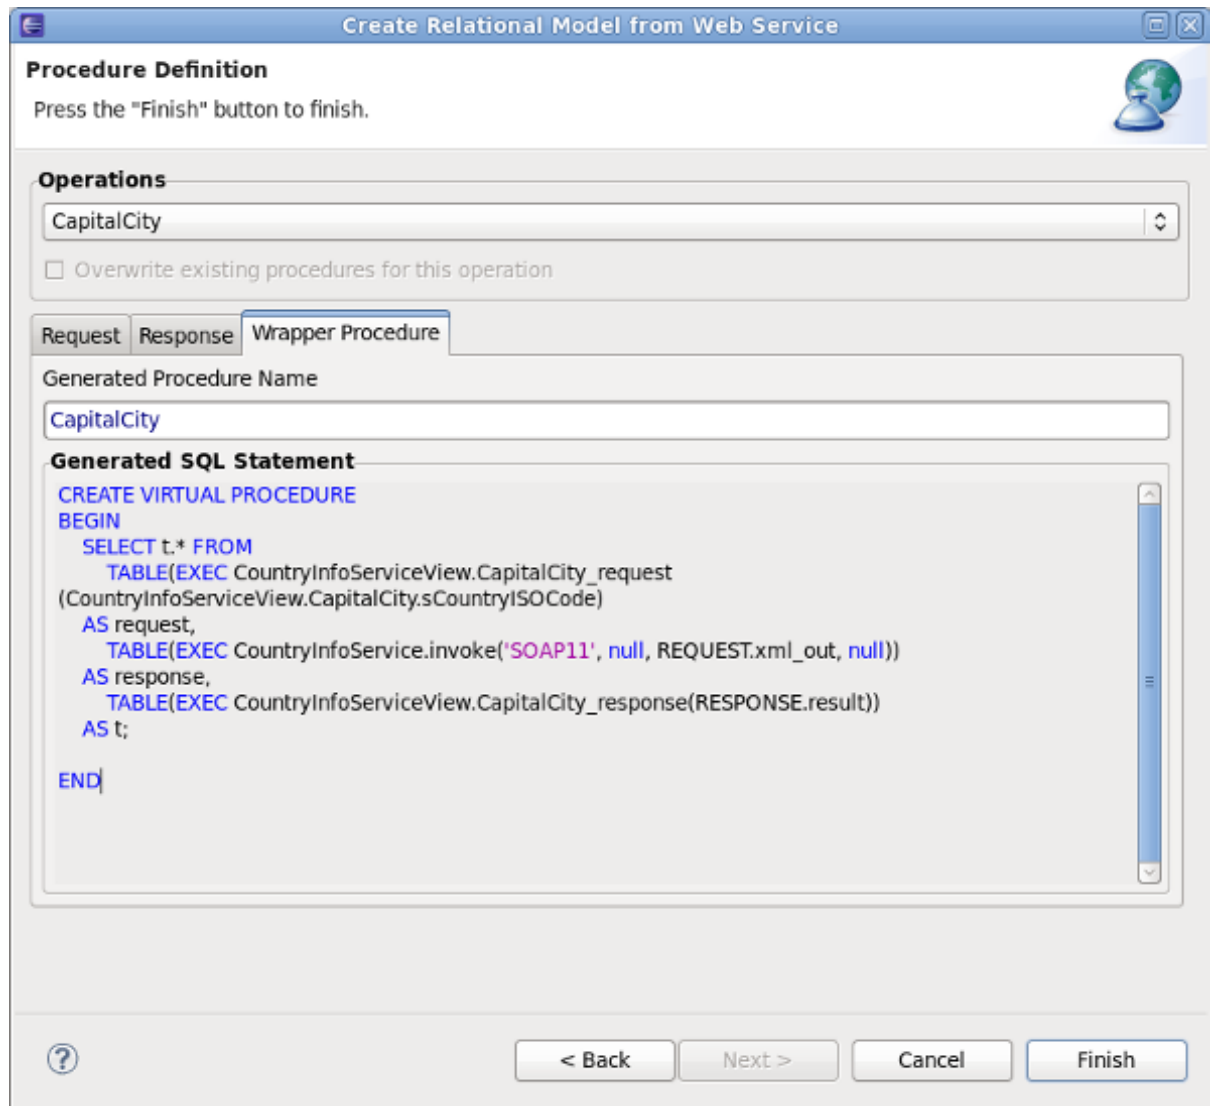 Create Relational Model from Web Service
Procedure Definition
Press the "Finish" button to finish.
Operations
CapitalCity
Overwrite existing procedures for this operation
Request Response Wrapper Procedure
Generated Procedure Name
CapitalCity
Generated SQL Statement
CREATE VIRTUAL PROCEDURE
BEGIN
SELECT t.* FROM
TABLE(EXEC CountryInfoServiceView.CapitalCity_request
(CountryInfoServiceView.CapitalCity.sCountryISOCode)
AS request,
TABLE(EXEC CountryInfoService.invoke('SOAP11', null, REQUEST.xml_out, null))
AS response,
TABLE(EXEC CountryInfoServiceView.CapitalCity_response(RESPONSE.result))
AS t;
END
? < Back Next > Cancel Finish